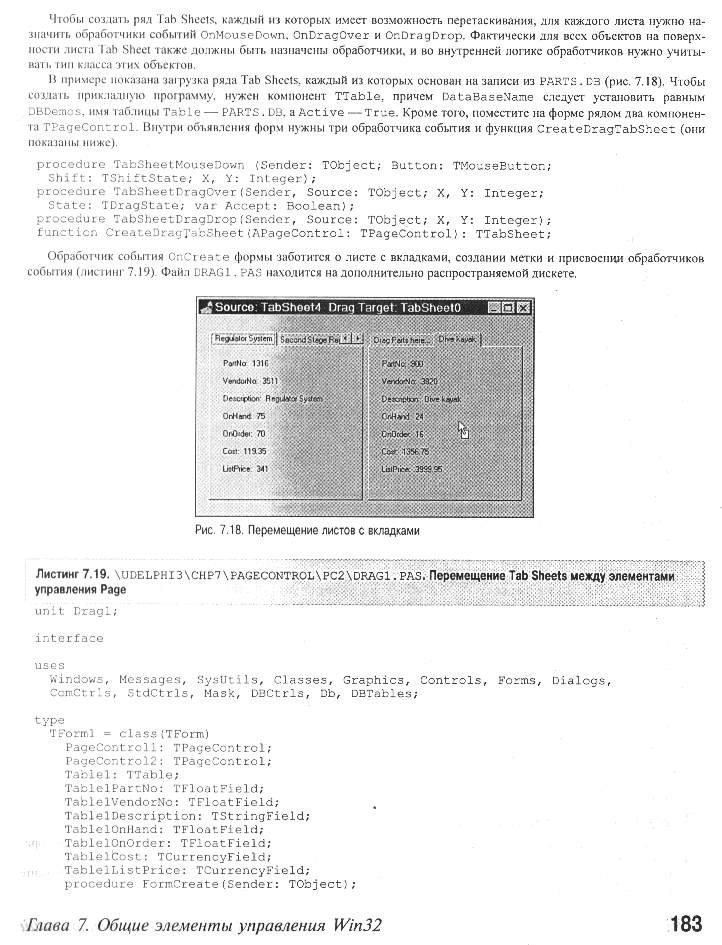 Чтобы создать ряд Tab Sheets, каждый из которых имеет возможность перетаскивания, для каждого листа нужно на-
значить обработчики событий OnMouseDown, OnDragOver и OnDragDrop. Фактически для всех объектов на поверх-
ности листа Tab Sheet также должны быть назначены обработчики, и во внутренней логике обработчиков нужно учиты-
вать тип класса этих объектов.
В примере показана загрузка ряда Tab Sheets, каждый из которых основан на записи из PARTS.DB (рис. 7.18). Чтобы
создать прикладную программу, нужен компонент TTable, причем DataBaseName следует установить равным
DBDemos, имя таблицы Table — PARTS.DB, а Active — True. Кроме того, поместите на форме рядом два компонен-
та TPageControl. Внутри объявления форм нужны три обработчика события и функция CreateDragTabSheet (они
показаны ниже).
procedure TabSheetMouseDown (Sender: TObject; Button: TMouseButton;
Shift: TShiftState; X, Y: Integer);
procedure TabSheetDragOver(Sender, Source: TObject; X, Y: Integer;
State: TDragState; var Accept: Boolean);
procedure TabSheetDragDrop(Sender, Source: TObject; X, Y: Integer);
function CreateDragTabSheet(APageControl: TPageControl): TTabSheet;
Обработчик события OnCreate формы заботится о листе с вкладками, создании метки и присвоении обработчиков
события (листинг 7.19). Файл DRAG1.PAS находится на дополнительно распространяемой дискете.
Source: TabSheet4 Drag Target: TabSheet0
Regulator System Second Stage Re Drag Parts here... Dive kayak
PartNo: 1316 PartNo: 900
VendorNo: 3511 VendorNo: 3820
Description: Regulator System Description: Dive kayak
OnHand: 75 OnHand: 24
OnOrder: 70 OnOrder: 16
Cost: 119.35 Cost: 1356.75
ListPrice: 341 ListPrice: 3999.95
Рис. 7.18. Перемещение листов с вкладками
Листинг 7.19. \UDELPHI3\CHP7\PAGECONTROL\PC2\DRAG1.PAS. Перемещение Tab Sheets между элементами
управления Page
unit Drag1;
interface
uses
Windows, Messages, SysUtils, Classes, Graphics, Controls, Forms, Dialogs,
ComCtrls, StdCtrls, Mask, DBCtrls, Db, DBTables;
type
TForm1 = class(TForm)
PageControl1: TPageControl;
PageControl2: TPageControl;
Table1: TTable;
Table1PartNo: TFloatField;
Table1VendorNo: TFloatField;
Table1Description: TStringField;
Table1OnHand: TFloatField;
Table1OnOrder: TFloatField;
Table1Cost: TCurrencyField;
Table1ListPrice: TCurrencyField;
procedure FormCreate(Sender: TObject);
Глава 7. Общие элементы управления Win32 183